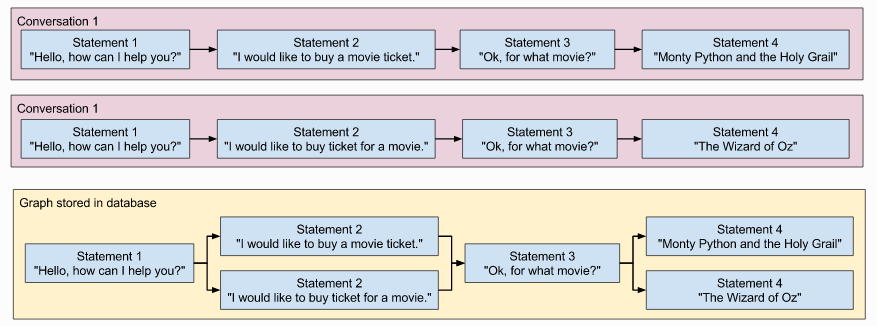 Conversation 1
Statement 1
"Hello, how can I help you?"
Statement 2
"I would like to buy a movie ticket."
Statement 3
"Ok, for what movie?"
Statement 4
"Monty Python and the Holy Grail"
Conversation 1
Statement 1
"Hello, how can I help you?"
Statement 2
"I would like to buy ticket for a movie."
Statement 3
"Ok, for what movie?"
Statement 4
"The Wizard of Oz"
Graph stored in database
Statement 1
"Hello, how can I help you?"
Statement 2
"I would like to buy a movie ticket."
Statement 2
"I would like to buy ticket for a movie."
Statement 3
"Ok, for what movie?"
Statement 4
"Monty Python and the Holy Grail"
Statement 4
"The Wizard of Oz"